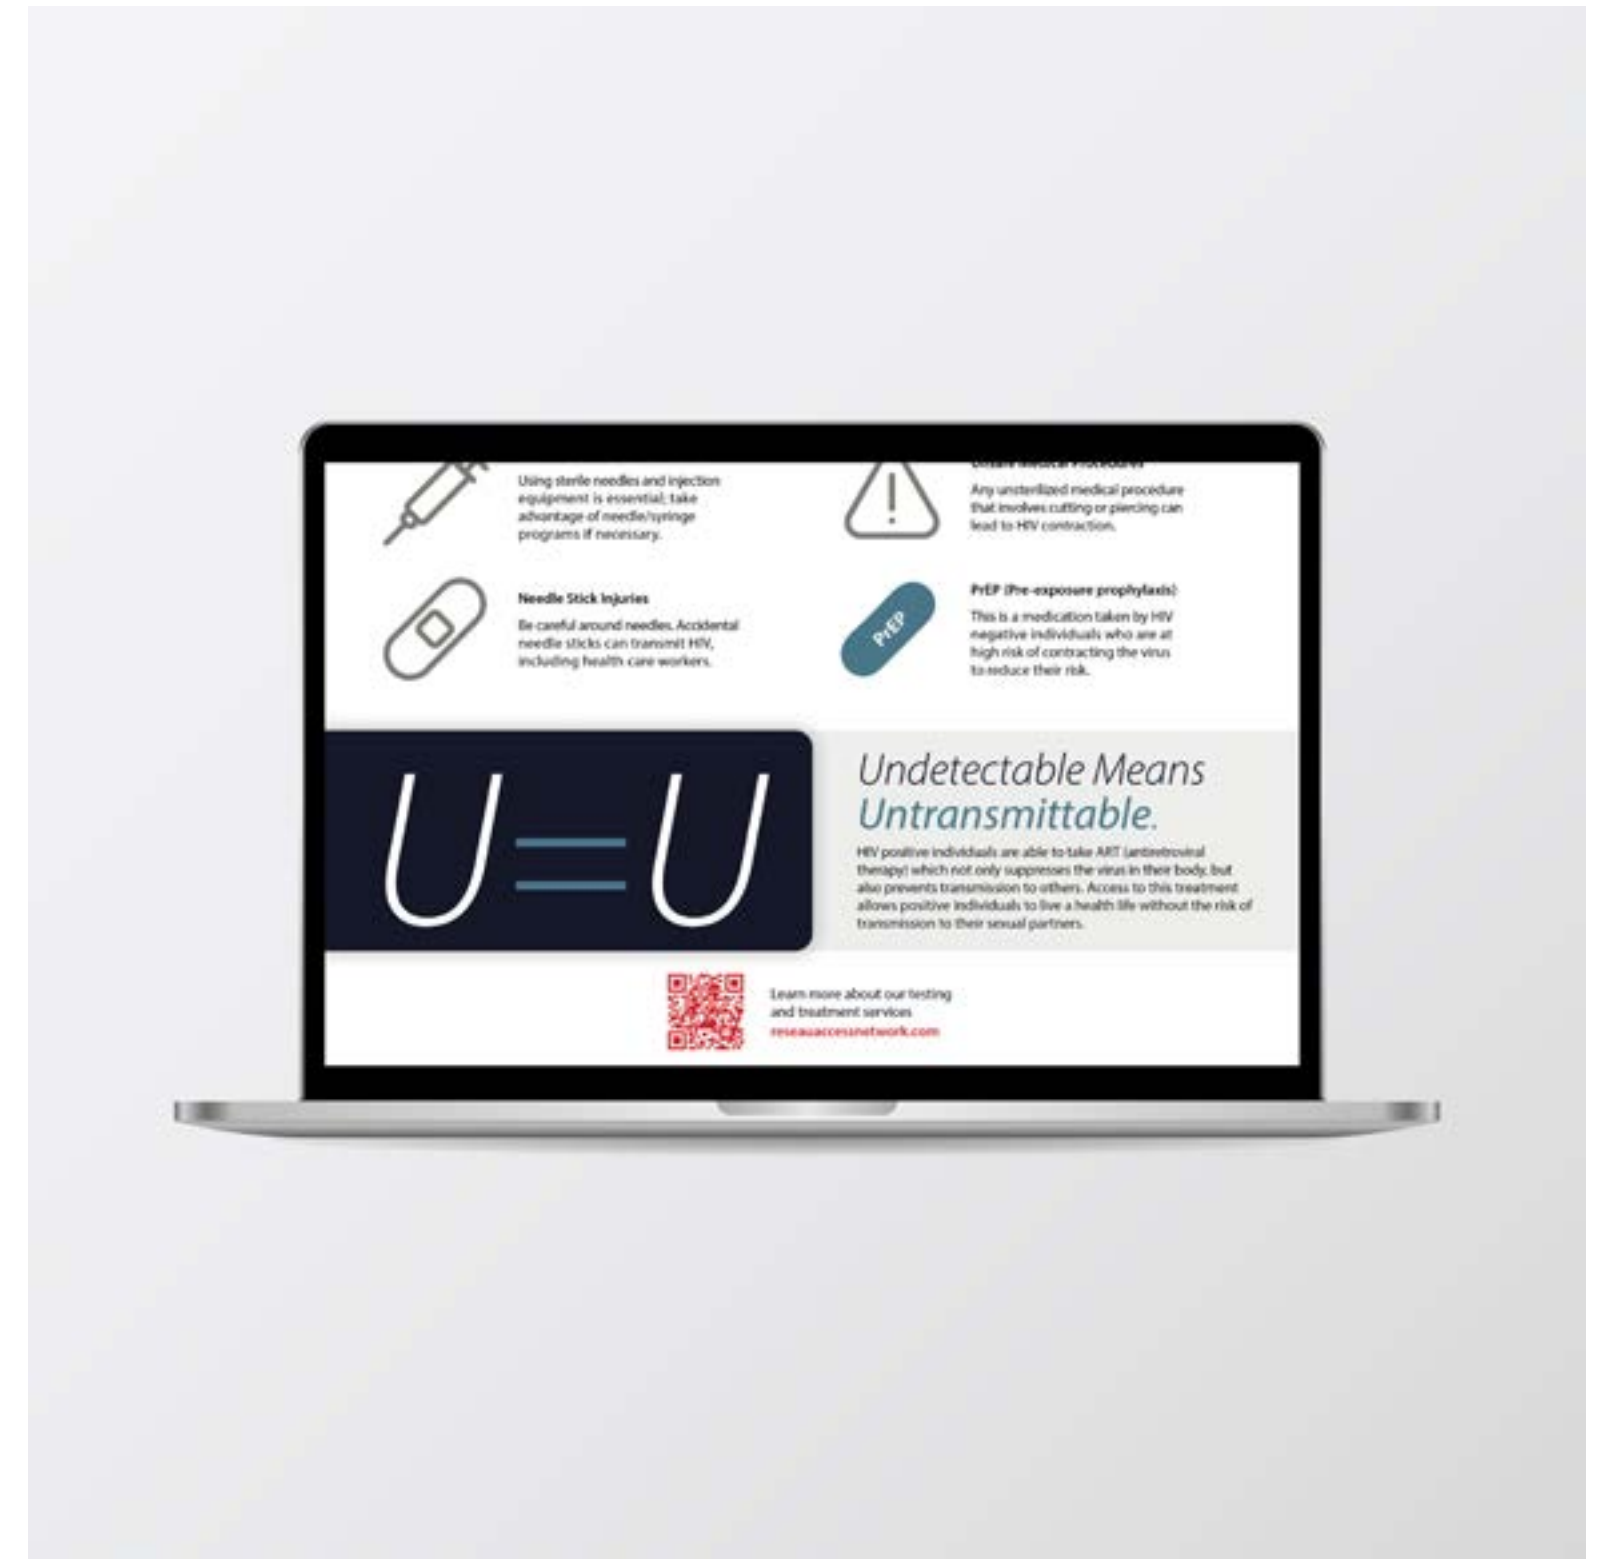 Using sterile needles and injection
equipment is essential; take
advantage of needle/syringe
programs if necessary.
Unsafe Medical Procedures
Any unsterilized medical procedure
that involves cutting or piercing can
lead to HIV contraction.
Needle Stick Injuries
Be careful around needles. Accidental
needle sticks can transmit HIV,
including health care workers.
PrEP
PrEP (Pre-exposure prophylaxis)
This is a medication taken by HIV
negative individuals who are at
high risk of contracting the virus
to reduce their risk.
U=U
Undetectable Means
Untransmittable.
HIV positive individuals are able to take ART (antiretroviral
therapy) which not only suppresses the virus in their body, but
also prevents transmission to others. Access to this treatment
allows positive individuals to live a health life without the risk of
transmission to their sexual partners.
Learn more about our testing
and treatment services
reseauaccessnetwork.com